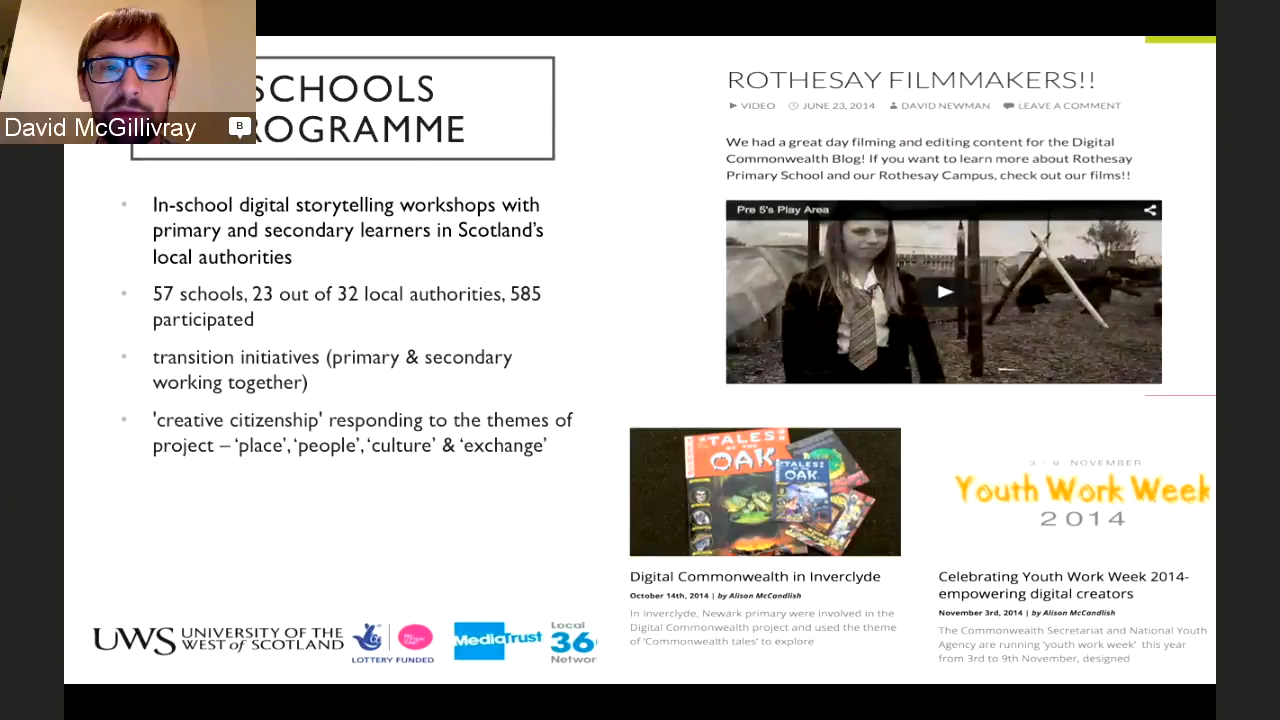 David McGillivray
B
SCHOOLS
ROGRAMME
In-school digital storytelling workshops with
primary and secondary learners in Scotland's
local authorities
57 schools, 23 out of 32 local authorities, 585
participated
transition initiatives (primary & secondary
working together)
'creative citizenship' responding to the themes of
project – 'place', 'people', 'culture' & 'exchange'
ROTHESAY FILMMAKERS!!
VIDEO JUNE 23, 2014 DAVID NEWMAN LEAVE A COMMENT
We had a great day filming and editing content for the Digital
Commonwealth Blog! If you want to learn more about Rothesay
Primary School and our Rothesay Campus, check out our films!!
Pre 5's Play Area
TALES
OF THE
OAK
TALES
OAK
Digital Commonwealth in Inverclyde
October 14th, 2014 | by Alison McCandlish
In Inverclyde, Newark primary were involved in the
Digital Commonwealth project and used the theme
of 'Commonwealth tales' to explore
3 - 9 NOVEMBER
Youth Work Week
2014
Celebrating Youth Work Week 2014-
empowering digital creators
November 3rd, 2014 | by Alison McCandlish
The Commonwealth Secretariat and National Youth
Agency are running 'youth work week' this year
from 3rd to 9th November, designed
UWS UNIVERSITY OF THE
WEST of SCOTLAND
LOTTERY FUNDED
MediaTrust
Local
36
Networ